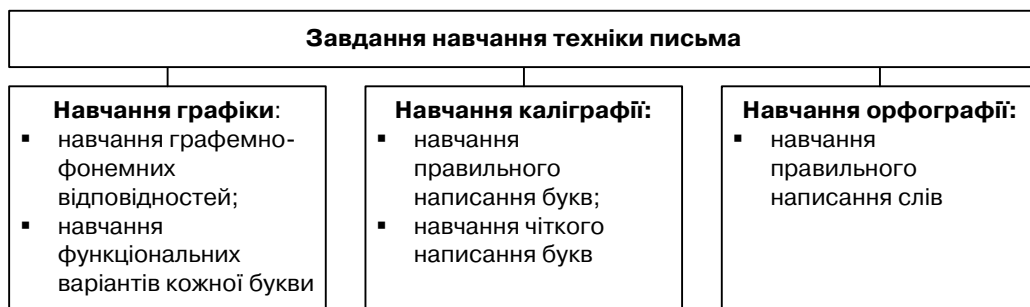 Завдання навчання техніки письма
Навчання графіки:
▪ навчання графемно-
фонемних
відповідностей;
▪ навчання
функціональних
варіантів кожної букви
Навчання каліграфії:
▪ навчання
правильного
написання букв;
▪ навчання чіткого
написання букв
Навчання орфографії:
▪ навчання
правильного
написання слів